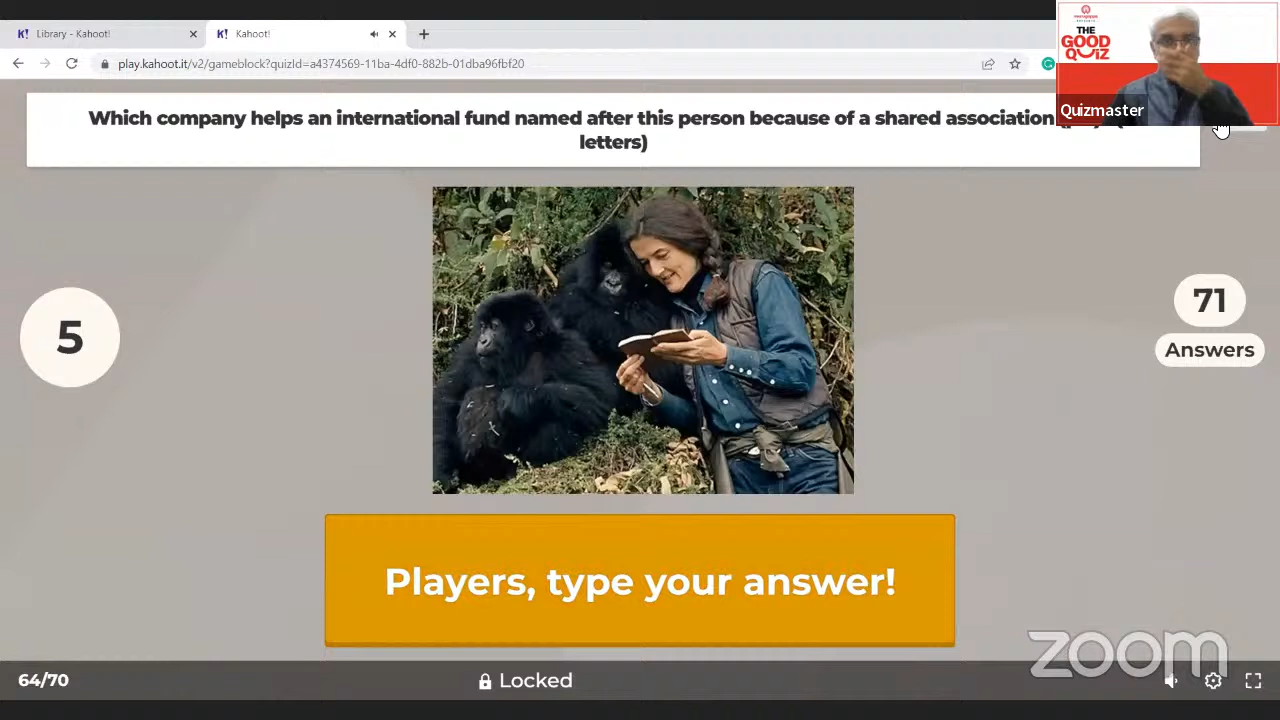 Library - Kahoot!
Kahoot!
play.kahoot.it/v2/gameblock?quizId=a4374569-
-882b-01dba96fbf20
THE
GOOD
QUIZ
Quizmaster
Which company helps an international fund named after this person because of a shared association
letters)
5
71
Answers
Players, type your answer!
zoom
64/70
Locked